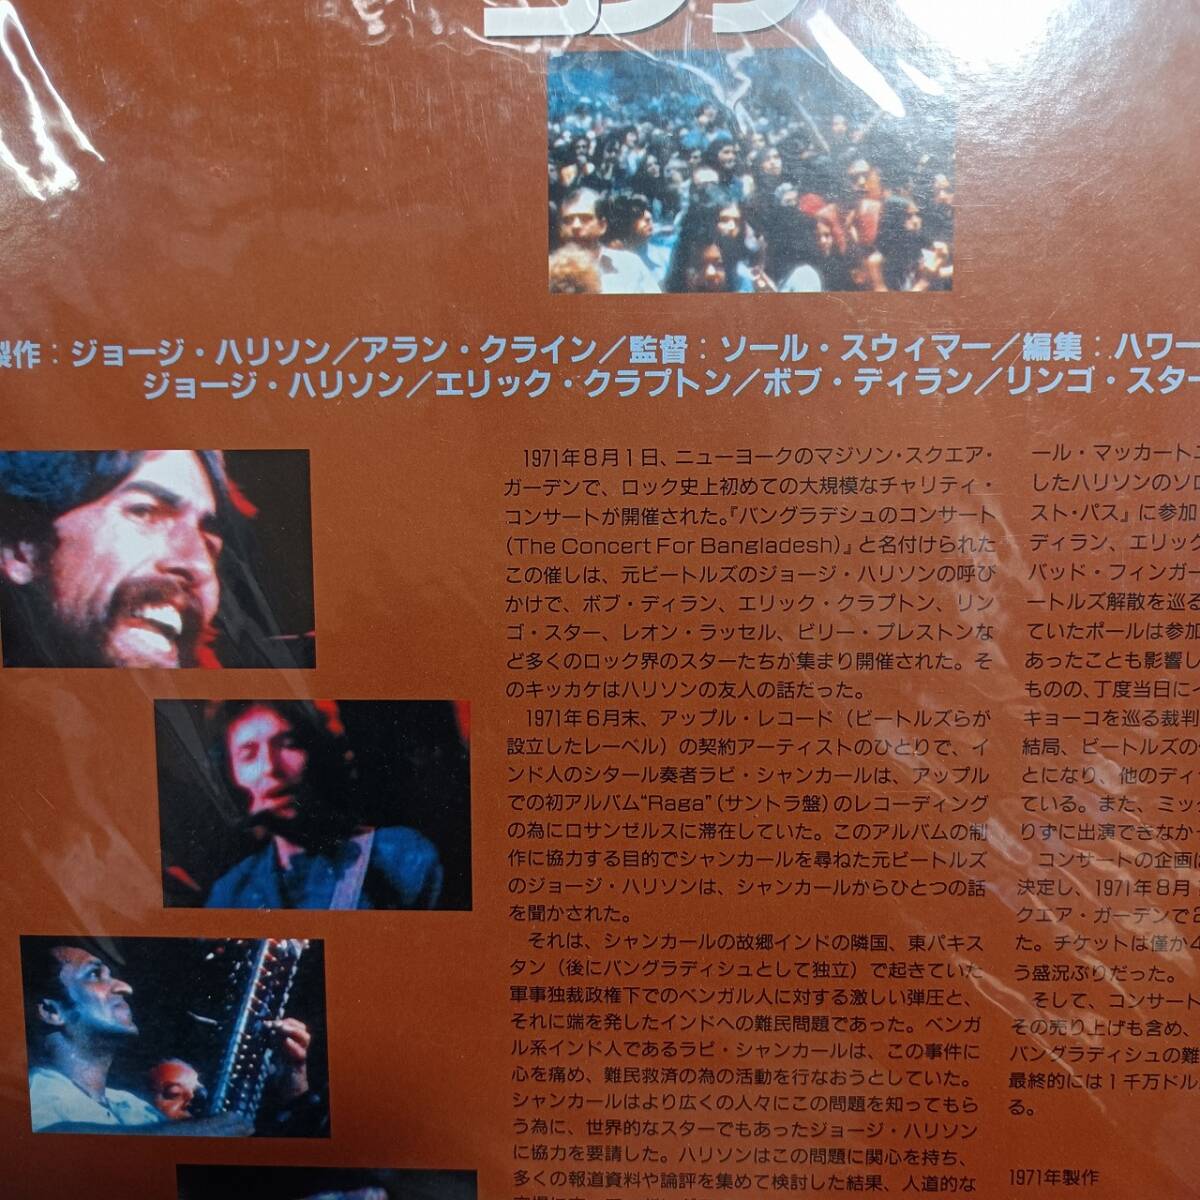 製作：ジョージ・ハリソン／アラン・クライン／監督：ソール・スウィマー／編集：ハワー
ジョージ・ハリソン／エリック・クラプトン／ボブ・ディラン／リンゴ・スター
1971年8月1日、ニューヨークのマジソン・スクエア・
ガーデンで、ロック史上初めての大規模なチャリティ・
コンサートが開催された。『バングラデシュのコンサート
(The Concert For Bangladesh)』と名付けられた
この催しは、元ビートルズのジョージ・ハリソンの呼び
かけで、ボブ・ディラン、エリック・クラプトン、リン
ゴ・スター、レオン・ラッセル、ビリー・プレストンな
ど多くのロック界のスターたちが集まり開催された。そ
のキッカケはハリソンの友人の話だった。
1971年6月末、アップル・レコード（ビートルズらが
設立したレーベル）の契約アーティストのひとりで、イ
ンド人のシタール奏者ラビ・シャンカールは、アップル
での初アルバム“Raga”（サントラ盤）のレコーディング
の為にロサンゼルスに滞在していた。このアルバムの制
作に協力する目的でシャンカールを尋ねた元ビートルズ
のジョージ・ハリソンは、シャンカールからひとつの話
を聞かされた。
それは、シャンカールの故郷インドの隣国、東パキス
タン（後にバングラディシュとして独立）で起きていた
軍事独裁政権下でのベンガル人に対する激しい弾圧と、
それに端を発したインドへの難民問題であった。ベンガ
ル系インド人であるラビ・シャンカールは、この事件に
心を痛め、難民救済の為の活動を行なおうとしていた。
シャンカールはより広くの人々にこの問題を知ってもら
う為に、世界的なスターでもあったジョージ・ハリソン
に協力を要請した。ハリソンはこの問題に関心を持ち、
多くの報道資料や論評を集めて検討した結果、人道的な
ール・マッカートニ
したハリソンのソロ
スト・パス』に参加
ディラン、エリック
バッド・フィンガー
ートルズ解散を巡る
ていたポールは参加
あったことも影響し
ものの、丁度当日にイ
キョーコを巡る裁判
結局、ビートルズの
とになり、他のディ
ている。また、ミック
りずに出演できなかっ
コンサートの企画は
決定し、1971年8月
クエア・ガーデンで2
た。チケットは僅か4
う盛況ぶりだった。
そして、コンサート
その売り上げも含め、
バングラディシュの難
最終的には1千万ドル
る。
1971年製作